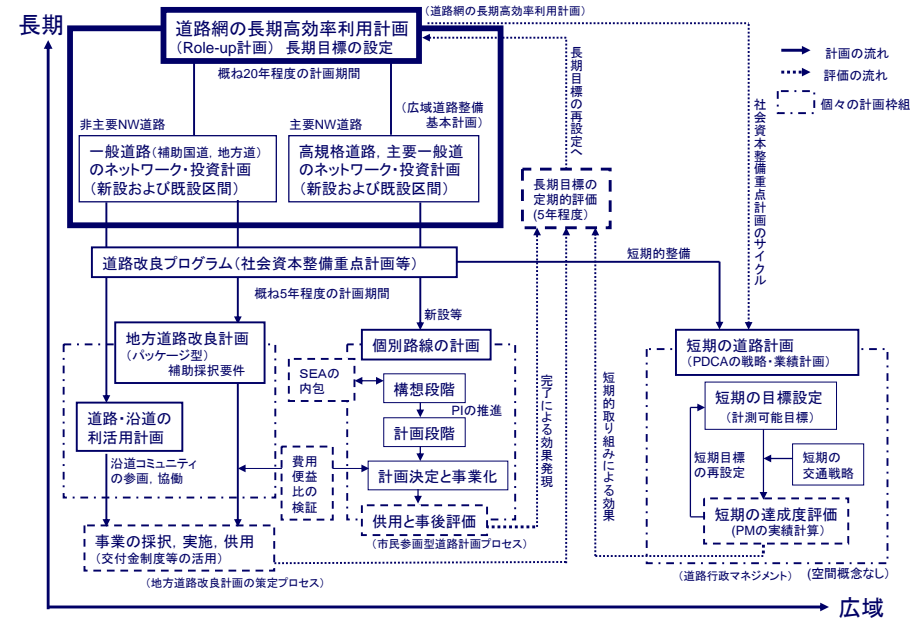 長期
(道路網の長期高効率利用計画)
道路網の長期高効率利用計画
(Role-up計画) 長期目標の設定
概ね20年程度の計画期間
計画の流れ
評価の流れ
個々の計画枠組
長期目標の再設定へ
社会資本整備重点計画のサイクル
非主要NW道路
主要NW道路
(広域道路整備
基本計画)
一般道路(補助国道, 地方道)
のネットワーク・投資計画
(新設および既設区間)
高規格道路, 主要一般道
のネットワーク・投資計画
(新設および既設区間)
長期目標の
定期的評価
(5年程度)
道路改良プログラム(社会資本整備重点計画等)
短期的整備
概ね5年程度の計画期間
新設等
地方道路改良計画
(パッケージ型)
補助採択要件
個別路線の計画
短期の道路計画
(PDCAの戦略・業績計画)
SEAの
内包
構想段階
PIの推進
計画段階
完了による効果発現
短期的取り組みによる効果
短期の目標設定
(計測可能目標)
道路・沿道の
利活用計画
短期目標
の再設定
短期の
交通戦略
沿道コミュニティ
の参画, 協働
費用
便益
比の
検証
計画決定と事業化
供用と事後評価
短期の達成度評価
(PMの実績計算)
事業の採択, 実施, 供用
(交付金制度等の活用)
(市民参画型道路計画プロセス)
(地方道路改良計画の策定プロセス)
(道路行政マネジメント)
(空間概念なし)
広域